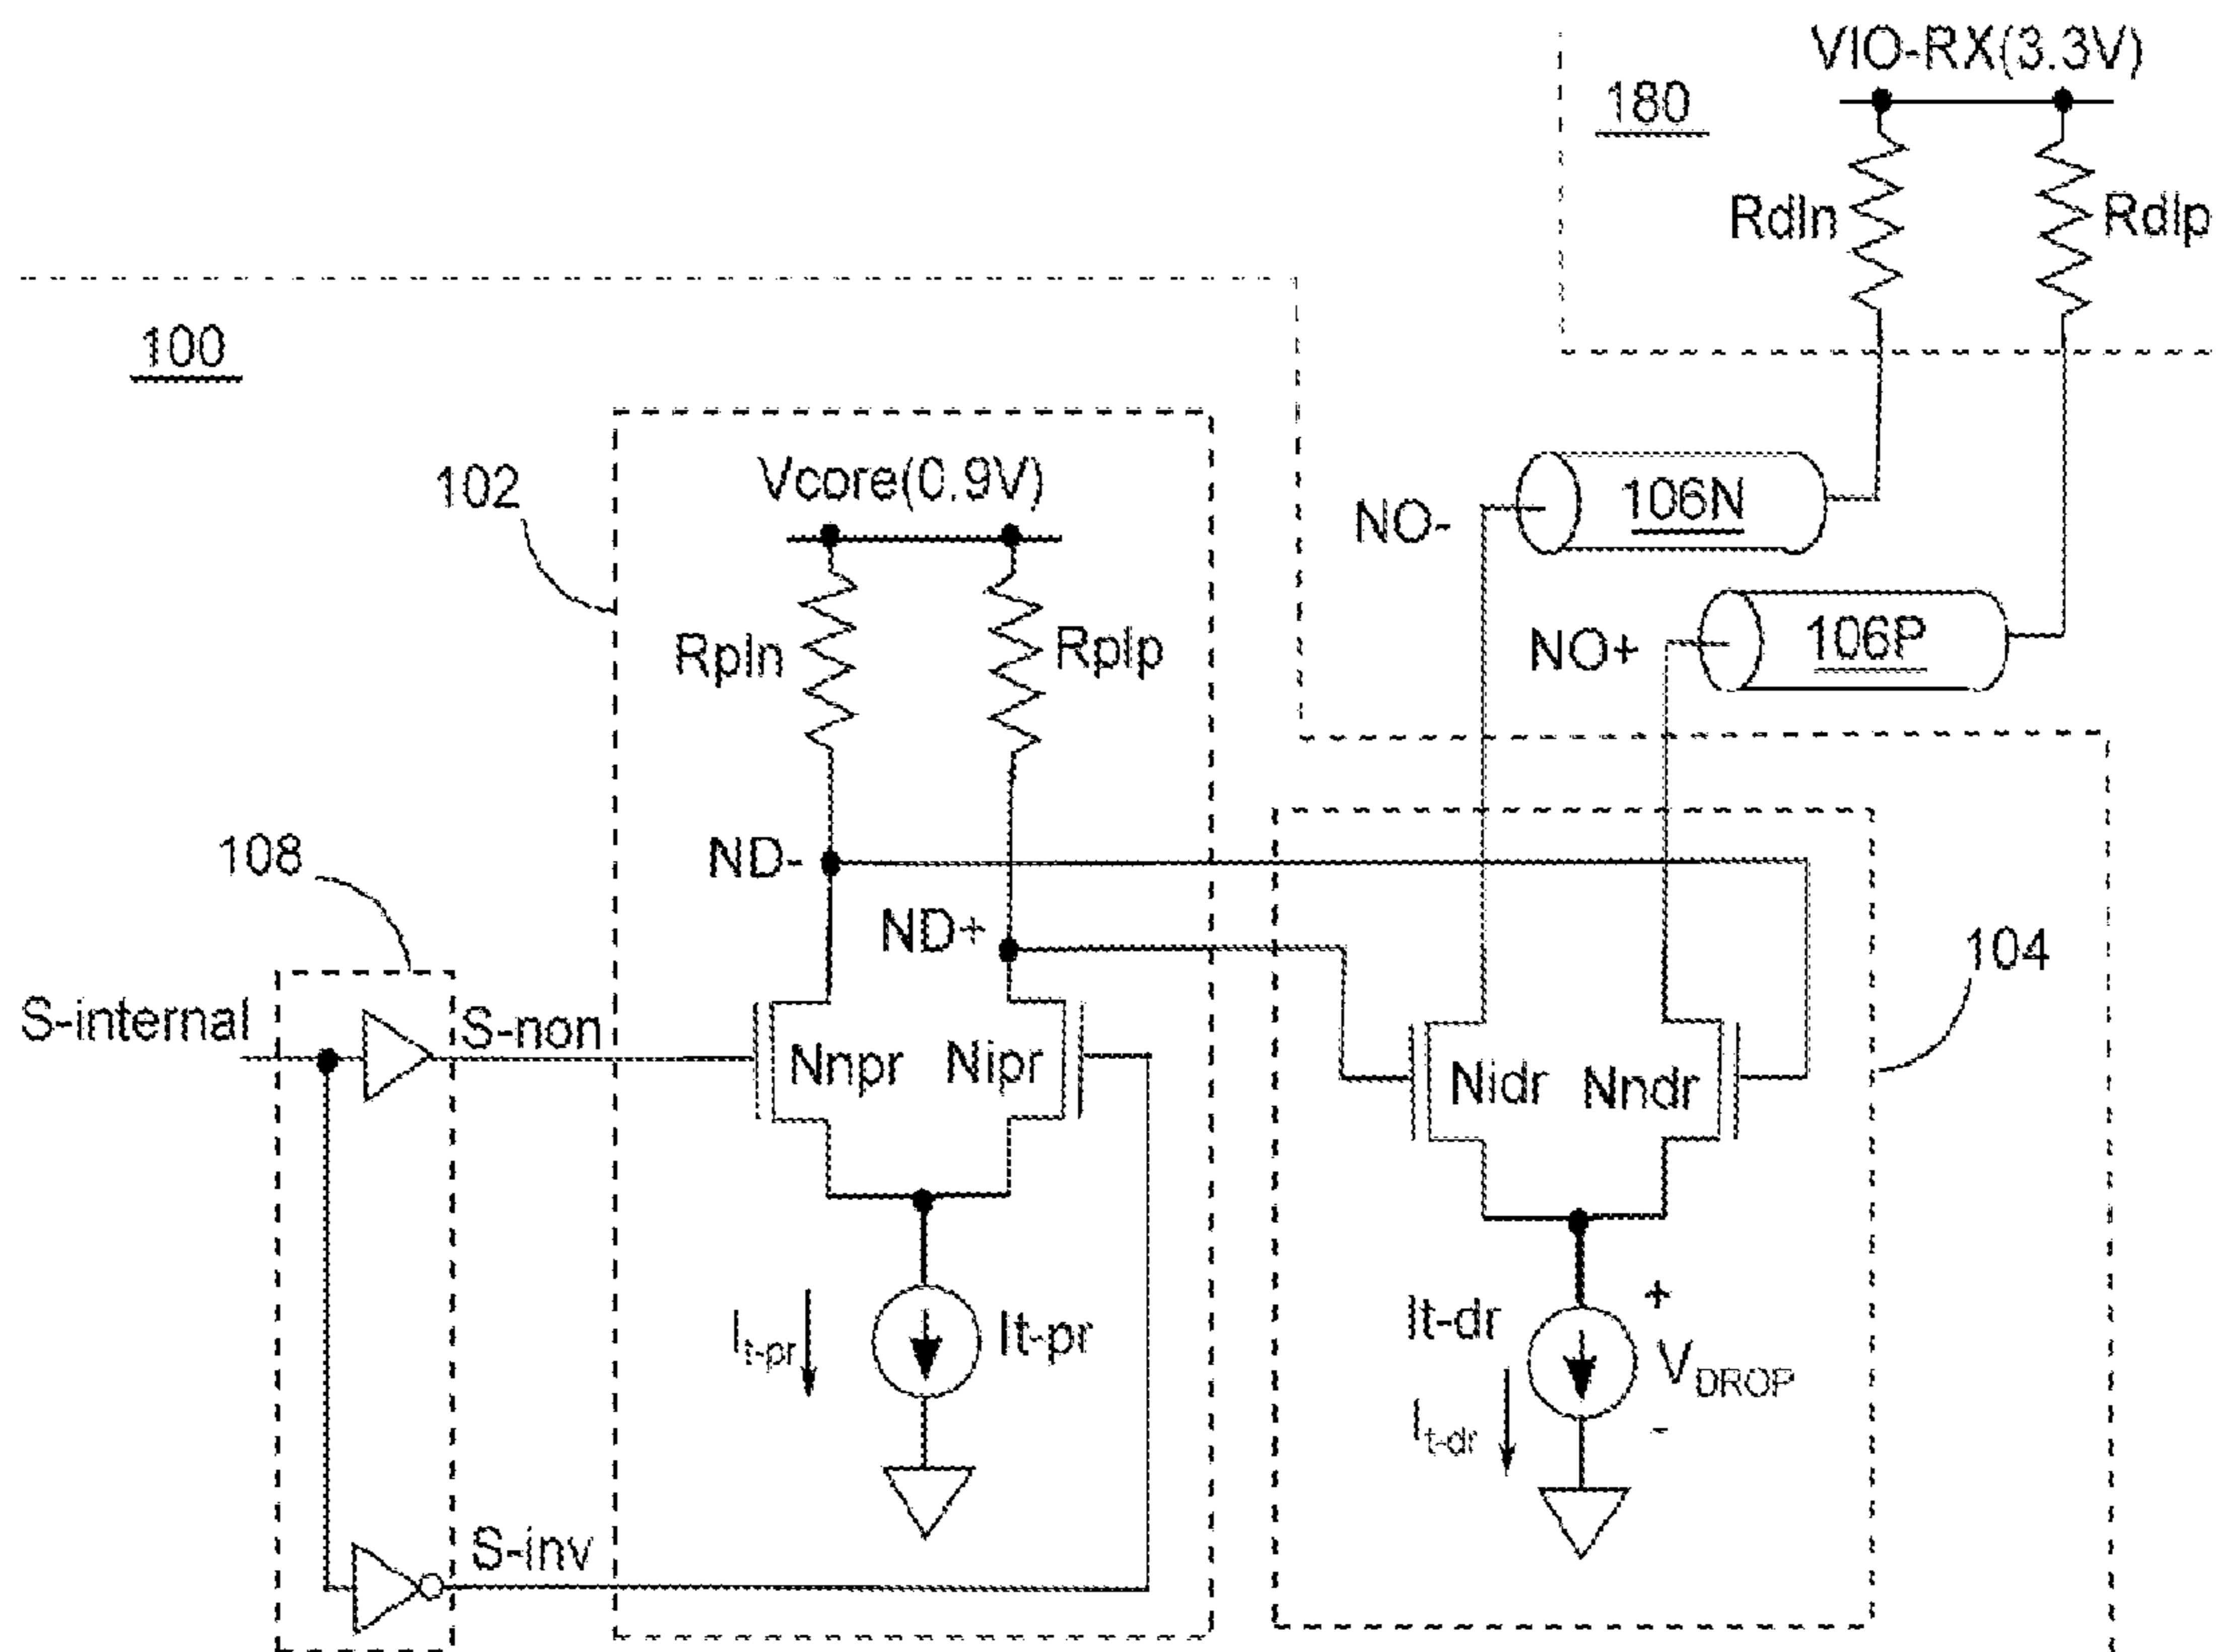 VIO-RX(3.3V)
180
Rdln
Rdlp
100
102
Vcore(0.9V)
106N
NO-
Rpln
Rplp
106P
NO+
108
ND-
ND+
104
S-internal
S-non
Nnpr
Nipr
Nidr
Nndr
It-pr
It-pr
It-dr
+
VDROP
-
It-dr
S-inv